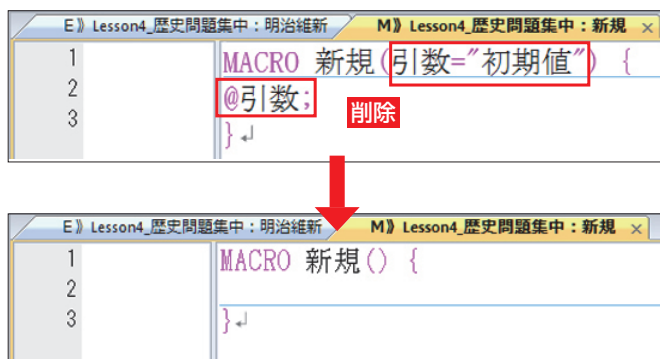 E》 Lesson4_歴史問題集中：明治維新 M》 Lesson4_歴史問題集中：新規 ×
1 MACRO 新規(引数="初期値") {
2 @引数;
3 }↲
削除
E》 Lesson4_歴史問題集中：明治維新 M》 Lesson4_歴史問題集中：新規 ×
1 MACRO 新規() {
2
3 }↲